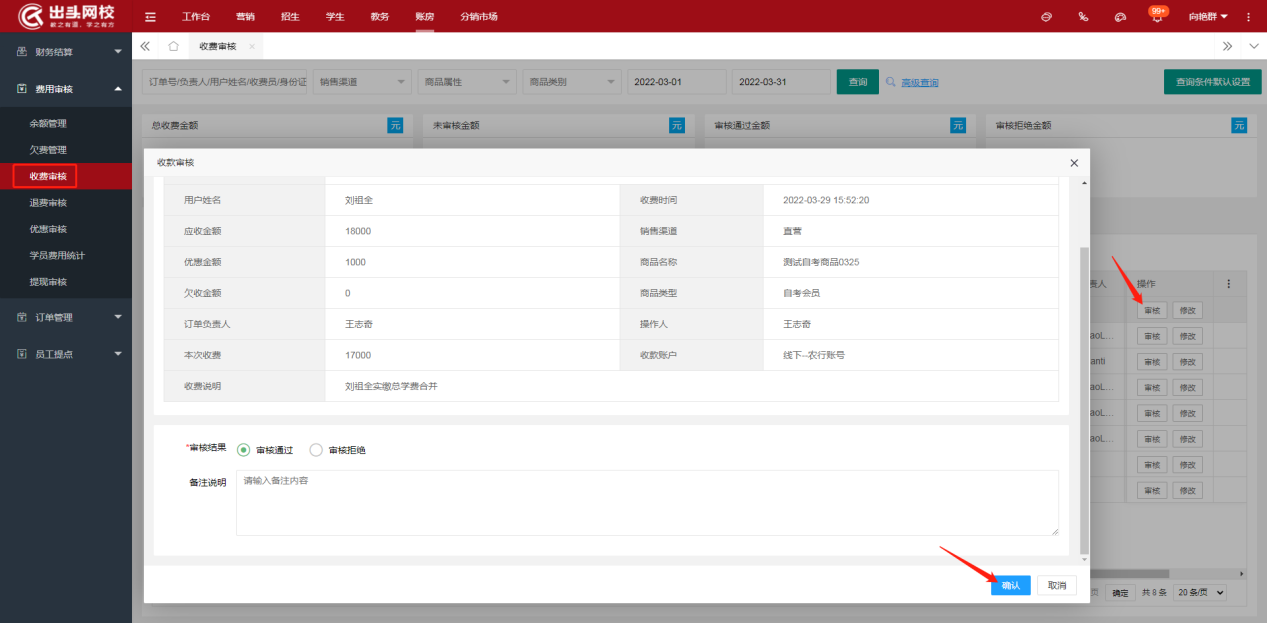 出头网校
教之有道，学之有方
工作台 营销 招生 学生 教务 账房 分销市场
99+
向艳群
财务结算
费用审核
余额管理
欠费管理
收费审核
退费审核
优惠审核
学员费用统计
提现审核
订单管理
员工提点
收费审核 ×
订单号/负责人/用户姓名/收费员/身份证 销售渠道 商品属性 商品类别 2022-03-01 2022-03-31 查询 高级查询 查询条件默认设置
总收费金额 元 未审核金额 元 审核通过金额 元 审核拒绝金额 元
收款审核
用户姓名 刘祖全 收费时间 2022-03-29 15:52:20
应收金额 18000 销售渠道 直营
优惠金额 1000 商品名称 测试自考商品0325
欠收金额 0 商品类型 自考会员
订单负责人 王志奇 操作人 王志奇
本次收费 17000 收款账户 线下--农行账号
收费说明 刘祖全实缴总学费合开
*审核结果 审核通过 审核拒绝
备注说明 请输入备注内容
确认 取消
责人 操作
审核 修改
aoL... 审核 修改
anti 审核 修改
aoL... 审核 修改
aoL... 审核 修改
aoL... 审核 修改
审核 修改
审核 修改
页 确定 共 8 条 20 条/页